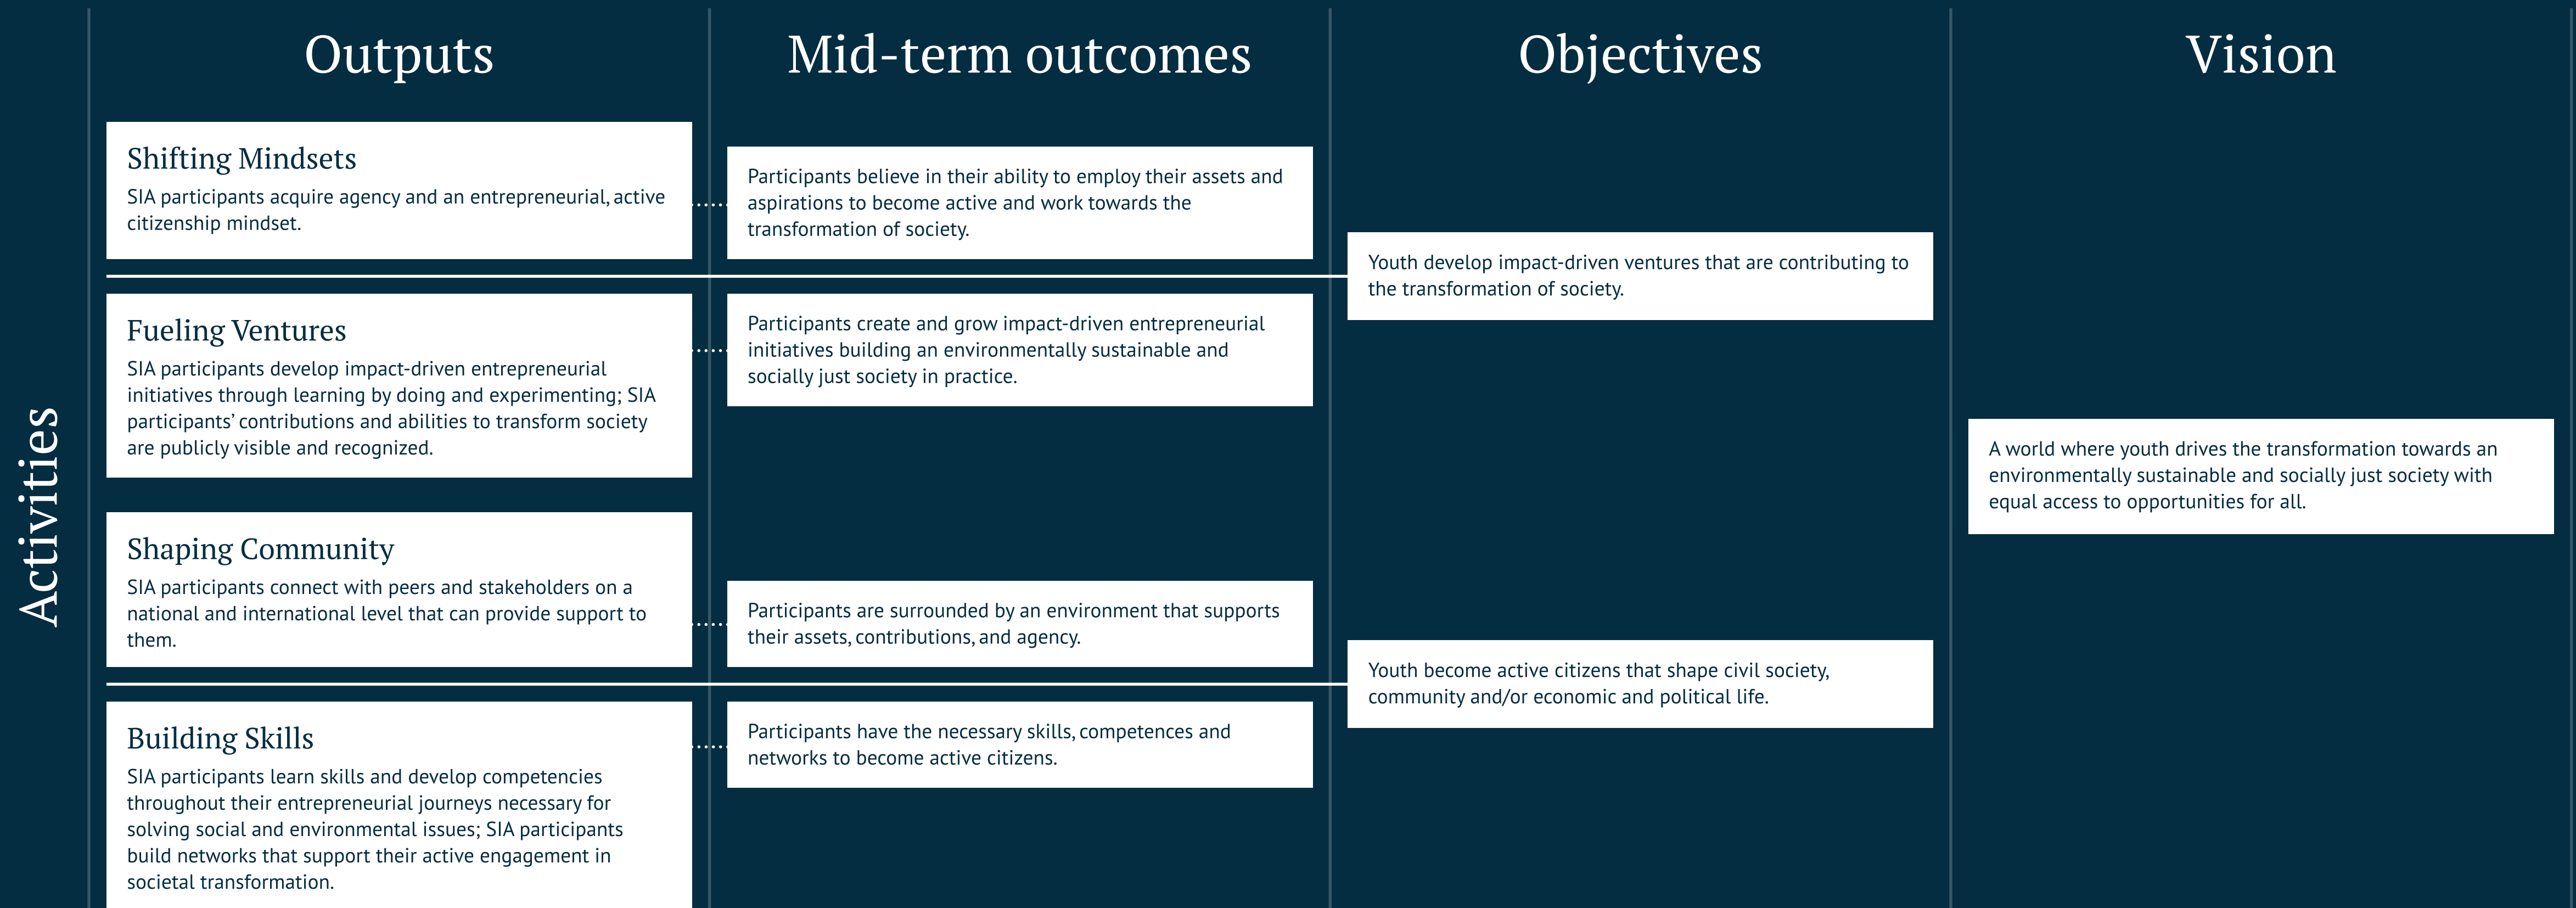 Activities
Outputs
Shifting Mindsets
SIA participants acquire agency and an entrepreneurial, active
citizenship mindset.
Fueling Ventures
SIA participants develop impact-driven entrepreneurial
initiatives through learning by doing and experimenting; SIA
participants’ contributions and abilities to transform society
are publicly visible and recognized.
Shaping Community
SIA participants connect with peers and stakeholders on a
national and international level that can provide support to
them.
Building Skills
SIA participants learn skills and develop competencies
throughout their entrepreneurial journeys necessary for
solving social and environmental issues; SIA participants
build networks that support their active engagement in
societal transformation.
Mid-term outcomes
Participants believe in their ability to employ their assets and
aspirations to become active and work towards the
transformation of society.
Participants create and grow impact-driven entrepreneurial
initiatives building an environmentally sustainable and
socially just society in practice.
Participants are surrounded by an environment that supports
their assets, contributions, and agency.
Participants have the necessary skills, competences and
networks to become active citizens.
Objectives
Youth develop impact-driven ventures that are contributing to
the transformation of society.
Youth become active citizens that shape civil society,
community and/or economic and political life.
Vision
A world where youth drives the transformation towards an
environmentally sustainable and socially just society with
equal access to opportunities for all.